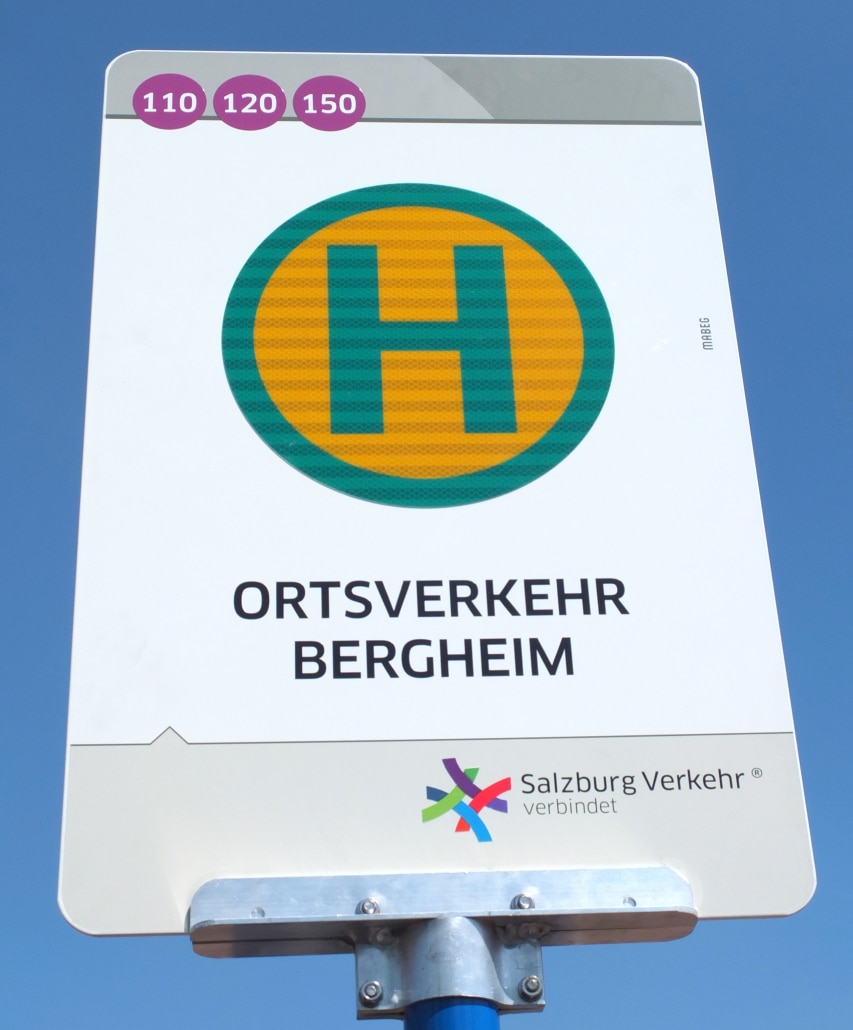 110 120 150
H
MABEG
ORTSVERKEHR
BERGHEIM
Salzburg Verkehr ®
verbindet